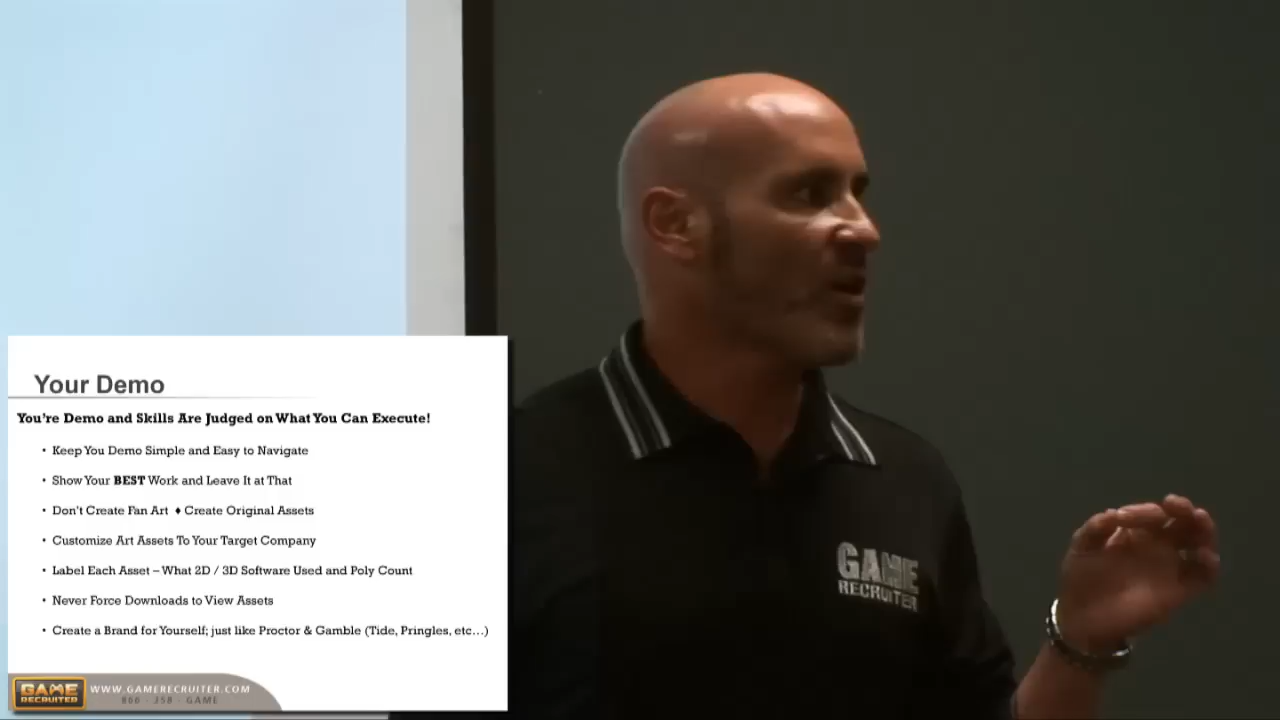 Your Demo
You're Demo and Skills Are Judged on What You Can Execute!
• Keep You Demo Simple and Easy to Navigate
• Show Your BEST Work and Leave It at That
• Don't Create Fan Art ♦ Create Original Assets
• Customize Art Assets To Your Target Company
• Label Each Asset – What 2D / 3D Software Used and Poly Count
• Never Force Downloads to View Assets
• Create a Brand for Yourself; just like Proctor & Gamble (Tide, Pringles, etc...)
GAME
RECRUITER
WWW.GAMERECRUITER.COM
866 - 358 - GAME
GAME
RECRUITER